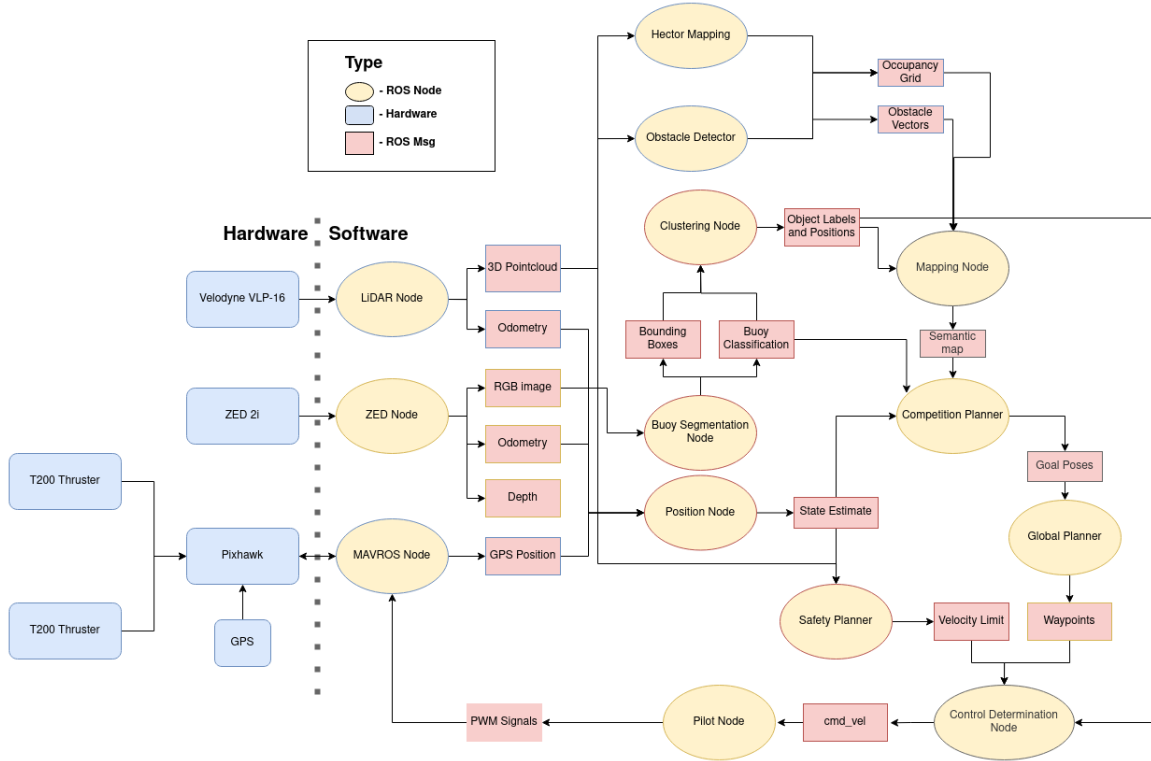 Type
- ROS Node
- Hardware
- ROS Msg
Hector Mapping
Occupancy
Grid
Obstacle Detector
Obstacle
Vectors
Clustering Node
Object Labels
and Positions
Hardware
Software
Mapping Node
Velodyne VLP-16
LiDAR Node
3D Pointcloud
Odometry
Bounding
Boxes
Buoy
Classification
Semantic
map
ZED 2i
ZED Node
RGB image
Odometry
Depth
Buoy Segmentation
Node
Competition Planner
Goal Poses
T200 Thruster
Position Node
State Estimate
Global Planner
Pixhawk
MAVROS Node
GPS Position
T200 Thruster
GPS
Safety Planner
Velocity Limit
Waypoints
PWM Signals
Pilot Node
cmd_vel
Control Determination
Node